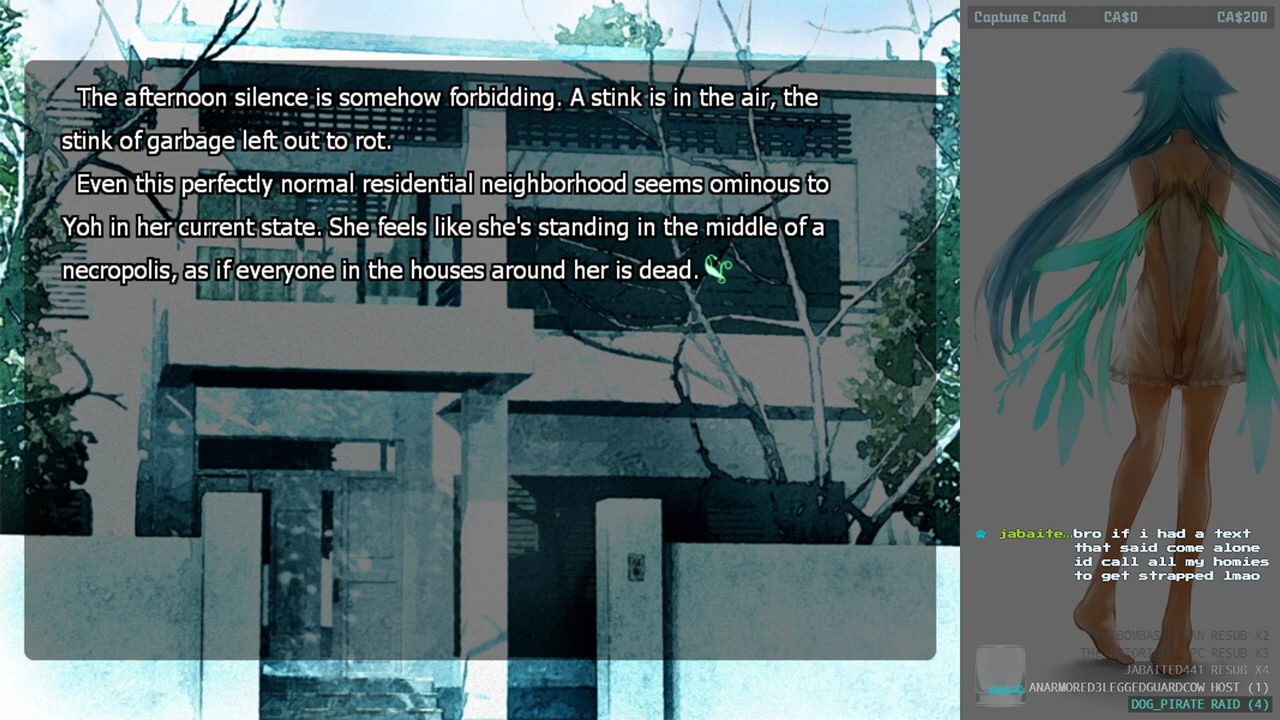 The afternoon silence is somehow forbidding. A stink is in the air, the
stink of garbage left out to rot.
Even this perfectly normal residential neighborhood seems ominous to
Yoh in her current state. She feels like she's standing in the middle of a
necropolis, as if everyone in the houses around her is dead.
Capture Card CA$0 CA$200
jabaite…bro if i had a text
that said come alone
id call all my homies
to get strapped lmao
RESUB X2
RESUB X3
JABAITED441 RESUB X4
ANARMORED3LEGGEDGUARDCOW HOST (1)
DOG_PIRATE RAID (4)